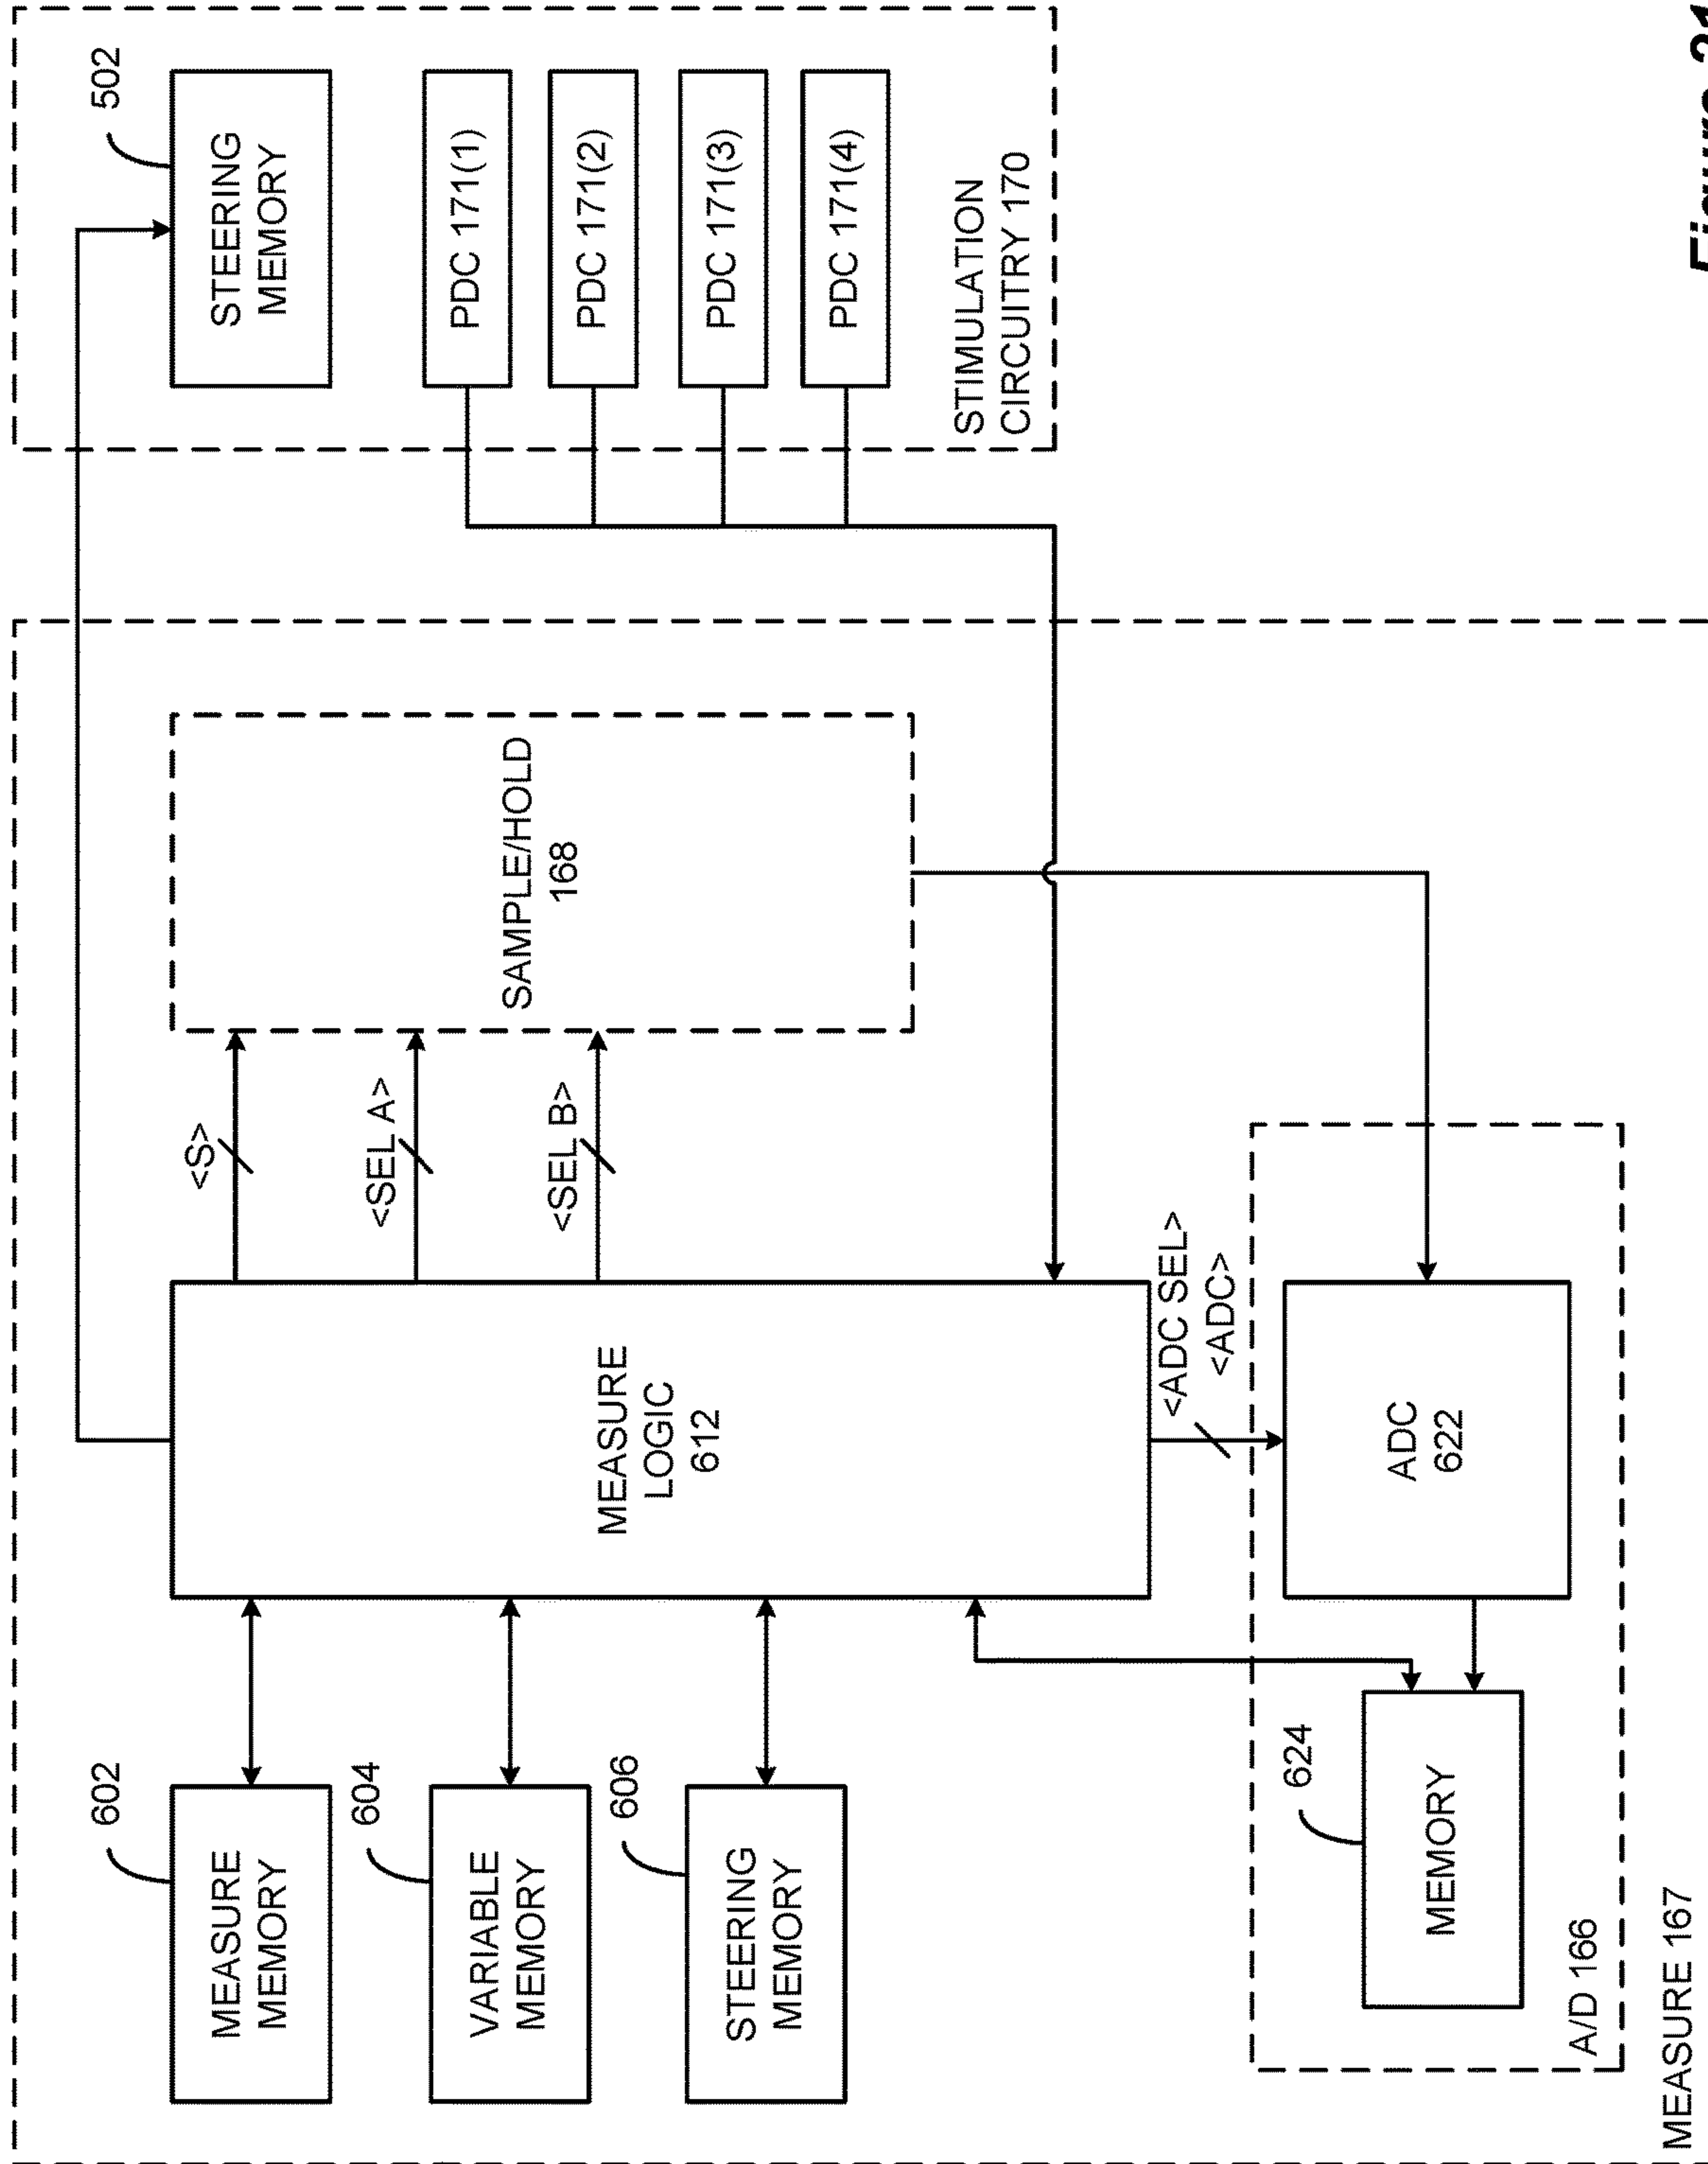 602
MEASURE
MEMORY
604
VARIABLE
MEMORY
606
STEERING
MEMORY
MEASURE
LOGIC
612
<S>
<SEL A>
<SEL B>
SAMPLE/HOLD
168
<ADC SEL>
<ADC>
ADC
622
624
MEMORY
A/D 166
MEASURE 167
502
STEERING
MEMORY
PDC 171(1)
PDC 171(2)
PDC 171(3)
PDC 171(4)
STIMULATION
CIRCUITRY 170
Figure 21